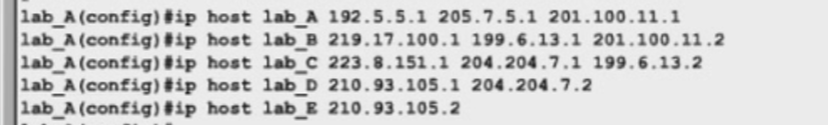 lab_A(config)#ip host lab_A 192.5.5.1 205.7.5.1 201.100.11.1
lab_A(config)#ip host lab_B 219.17.100.1 199.6.13.1 201.100.11.2
lab_A(config)#ip host lab_C 223.8.151.1 204.204.7.1 199.6.13.2
lab_A(config)#ip host lab_D 210.93.105.1 204.204.7.2
lab_A(config)#ip host lab_E 210.93.105.2